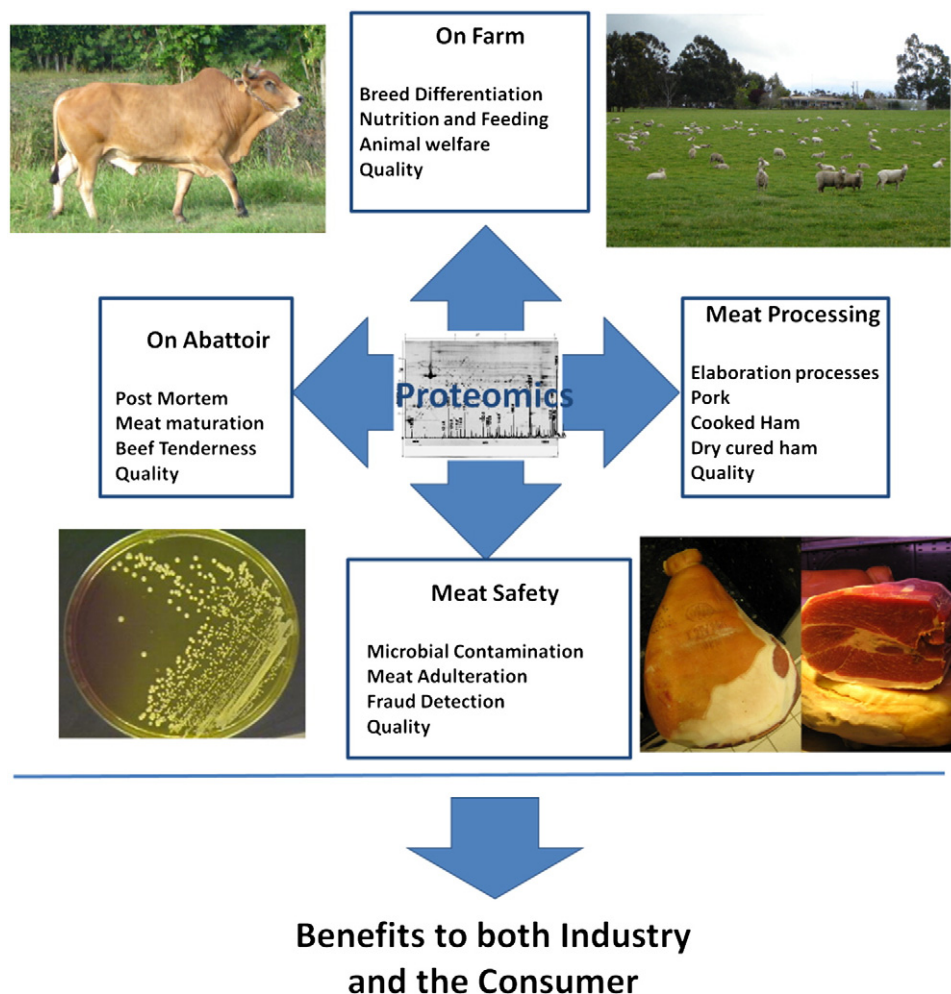 On Farm
Breed Differentiation
Nutrition and Feeding
Animal welfare
Quality
On Abattoir
Post Mortem
Meat maturation
Beef Tenderness
Quality
Proteomics
Meat Processing
Elaboration processes
Pork
Cooked Ham
Dry cured ham
Quality
Meat Safety
Microbial Contamination
Meat Adulteration
Fraud Detection
Quality
Benefits to both Industry
and the Consumer